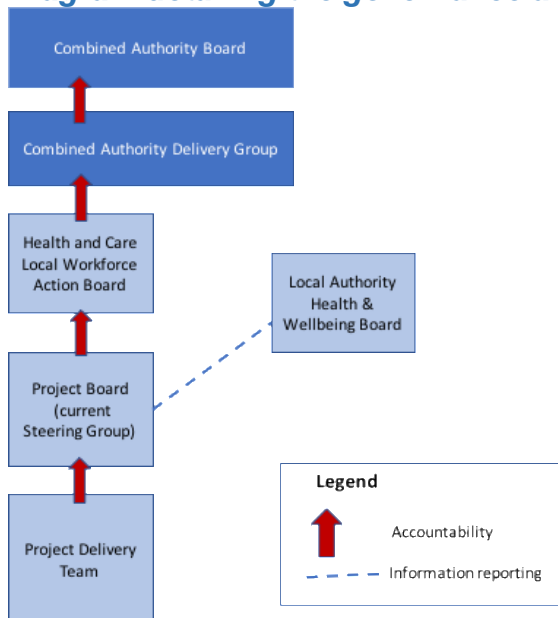 Combined Authority Board
Combined Authority Delivery Group
Health and Care
Local Workforce
Action Board
Local Authority
Health &
Wellbeing Board
Project Board
(current
Steering Group)
Project Delivery
Team
Legend
Accountability
Information reporting